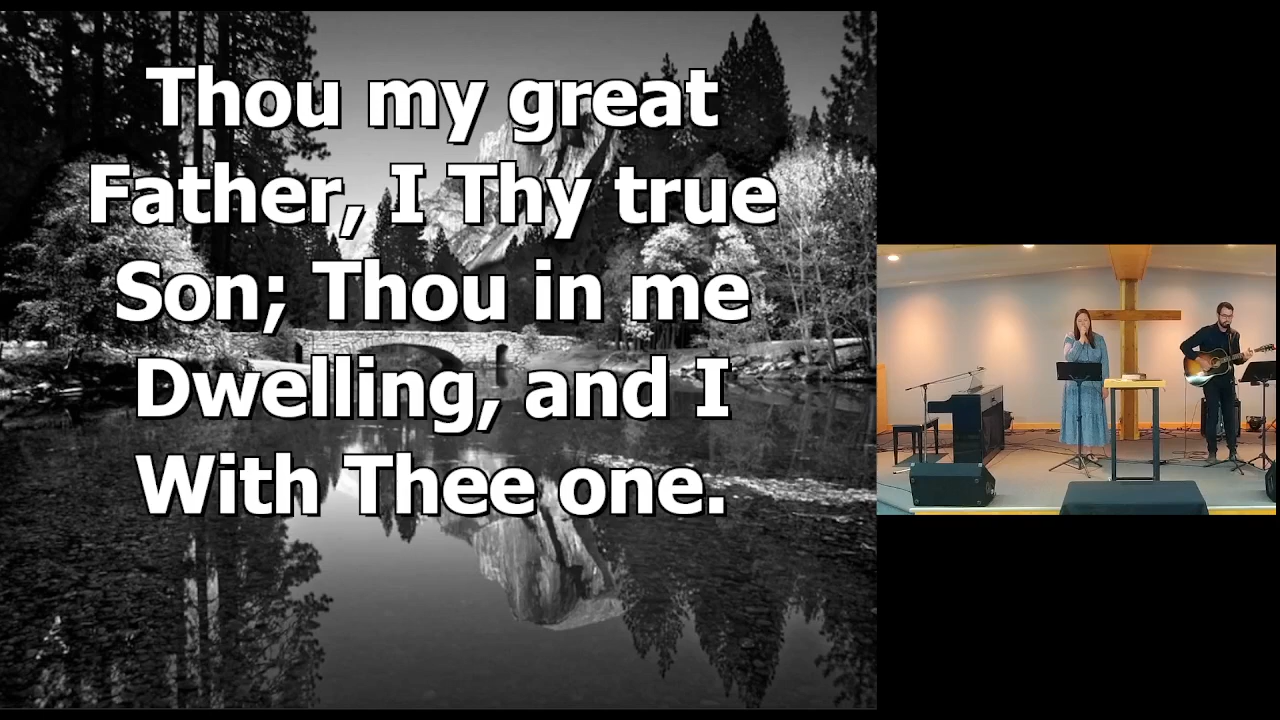 Thou my great
Father, I Thy true
Son; Thou in me
Dwelling, and I
With Thee one.